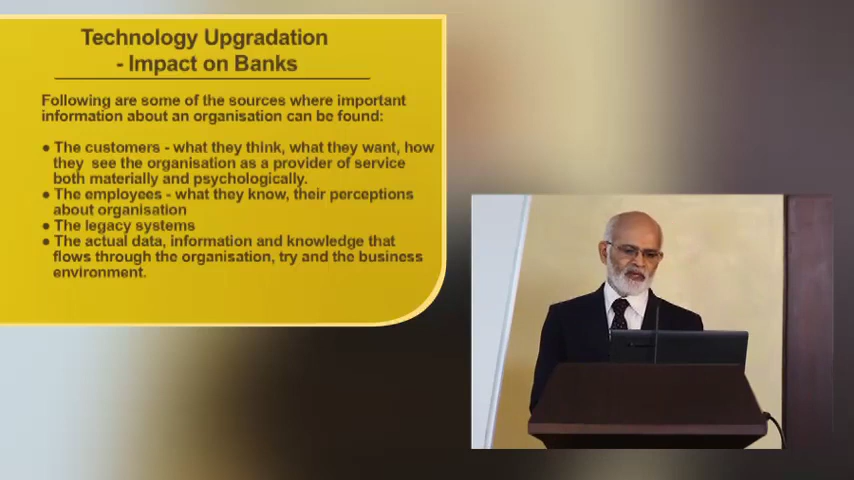 Technology Upgradation
- Impact on Banks
Following are some of the sources where important
information about an organisation can be found:
● The customers - what they think, what they want, how
they see the organisation as a provider of service
both materially and psychologically.
● The employees - what they know, their perceptions
about organisation
● The legacy systems
● The actual data, information and knowledge that
flows through the organisation, try and the business
environment.